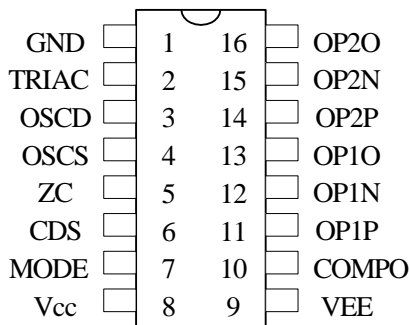 GND 1 16 OP2O
TRIAC 2 15 OP2N
OSCD 3 14 OP2P
OSCS 4 13 OP1O
ZC 5 12 OP1N
CDS 6 11 OP1P
MODE 7 10 COMPO
Vcc 8 9 VEE